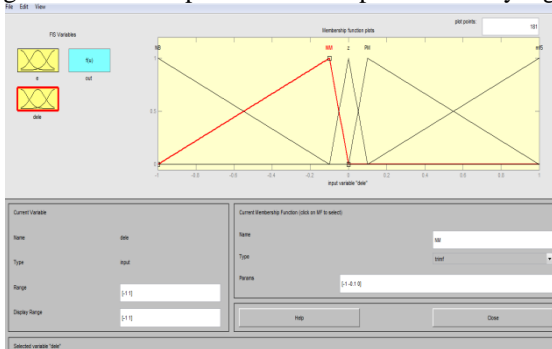 File Edit View
FIS Variables
Membership function plots
plot points:
181
NB
NM
z
PM
f(u)
e
out
dele
1
0.5
0
-1
-0.8
-0.6
-0.4
-0.2
0
0.2
0.4
0.6
0.8
1
input variable "dele"
Current Variable
Name
dele
Type
input
Range
[-1 1]
Display Range
[-1 1]
Current Membership Function (click on MF to select)
Name
NM
Type
trimf
Params
[-1 -0.1 0]
Help
Close
Selected variable "dele"